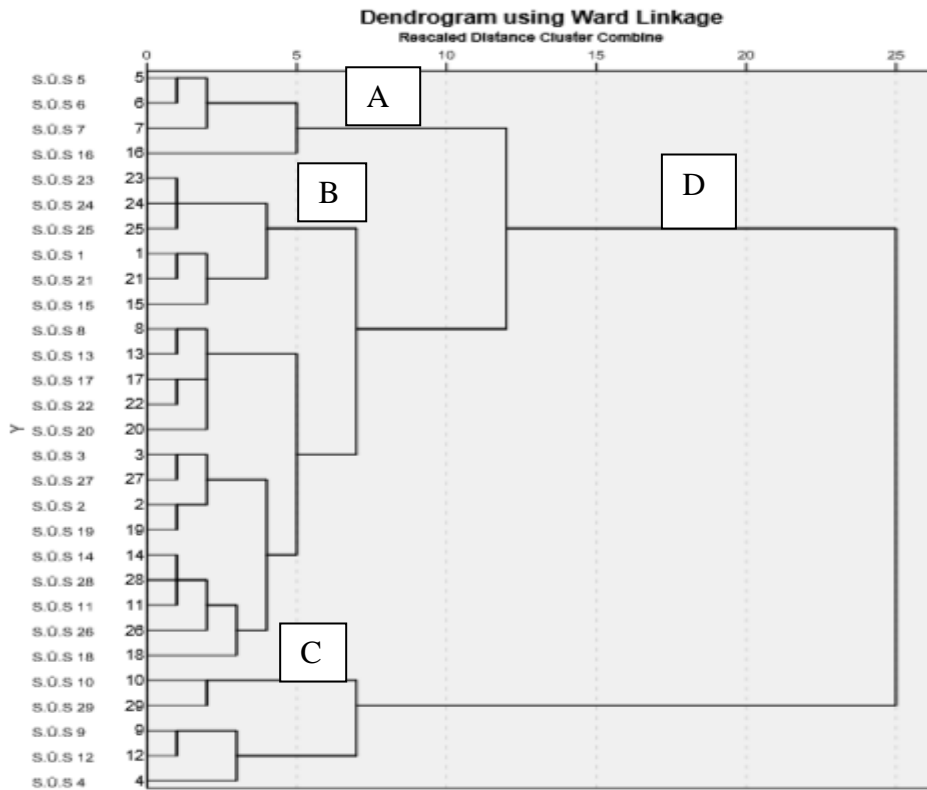 Dendrogram using Ward Linkage
Rescaled Distance Cluster Combine
0 5 10 15 20 25
S.Ü.S 5 5
S.Ü.S 6 6
S.Ü.S 7 7
S.Ü.S 16 16
S.Ü.S 23 23
S.Ü.S 24 24
S.Ü.S 25 25
S.Ü.S 1 1
S.Ü.S 21 21
S.Ü.S 15 15
S.Ü.S 8 8
S.Ü.S 13 13
S.Ü.S 17 17
S.Ü.S 22 22
S.Ü.S 20 20
S.Ü.S 3 3
S.Ü.S 27 27
S.Ü.S 2 2
S.Ü.S 19 19
S.Ü.S 14 14
S.Ü.S 28 28
S.Ü.S 11 11
S.Ü.S 26 26
S.Ü.S 18 18
S.Ü.S 10 10
S.Ü.S 29 29
S.Ü.S 9 9
S.Ü.S 12 12
S.Ü.S 4 4
Y
A
B
D
C